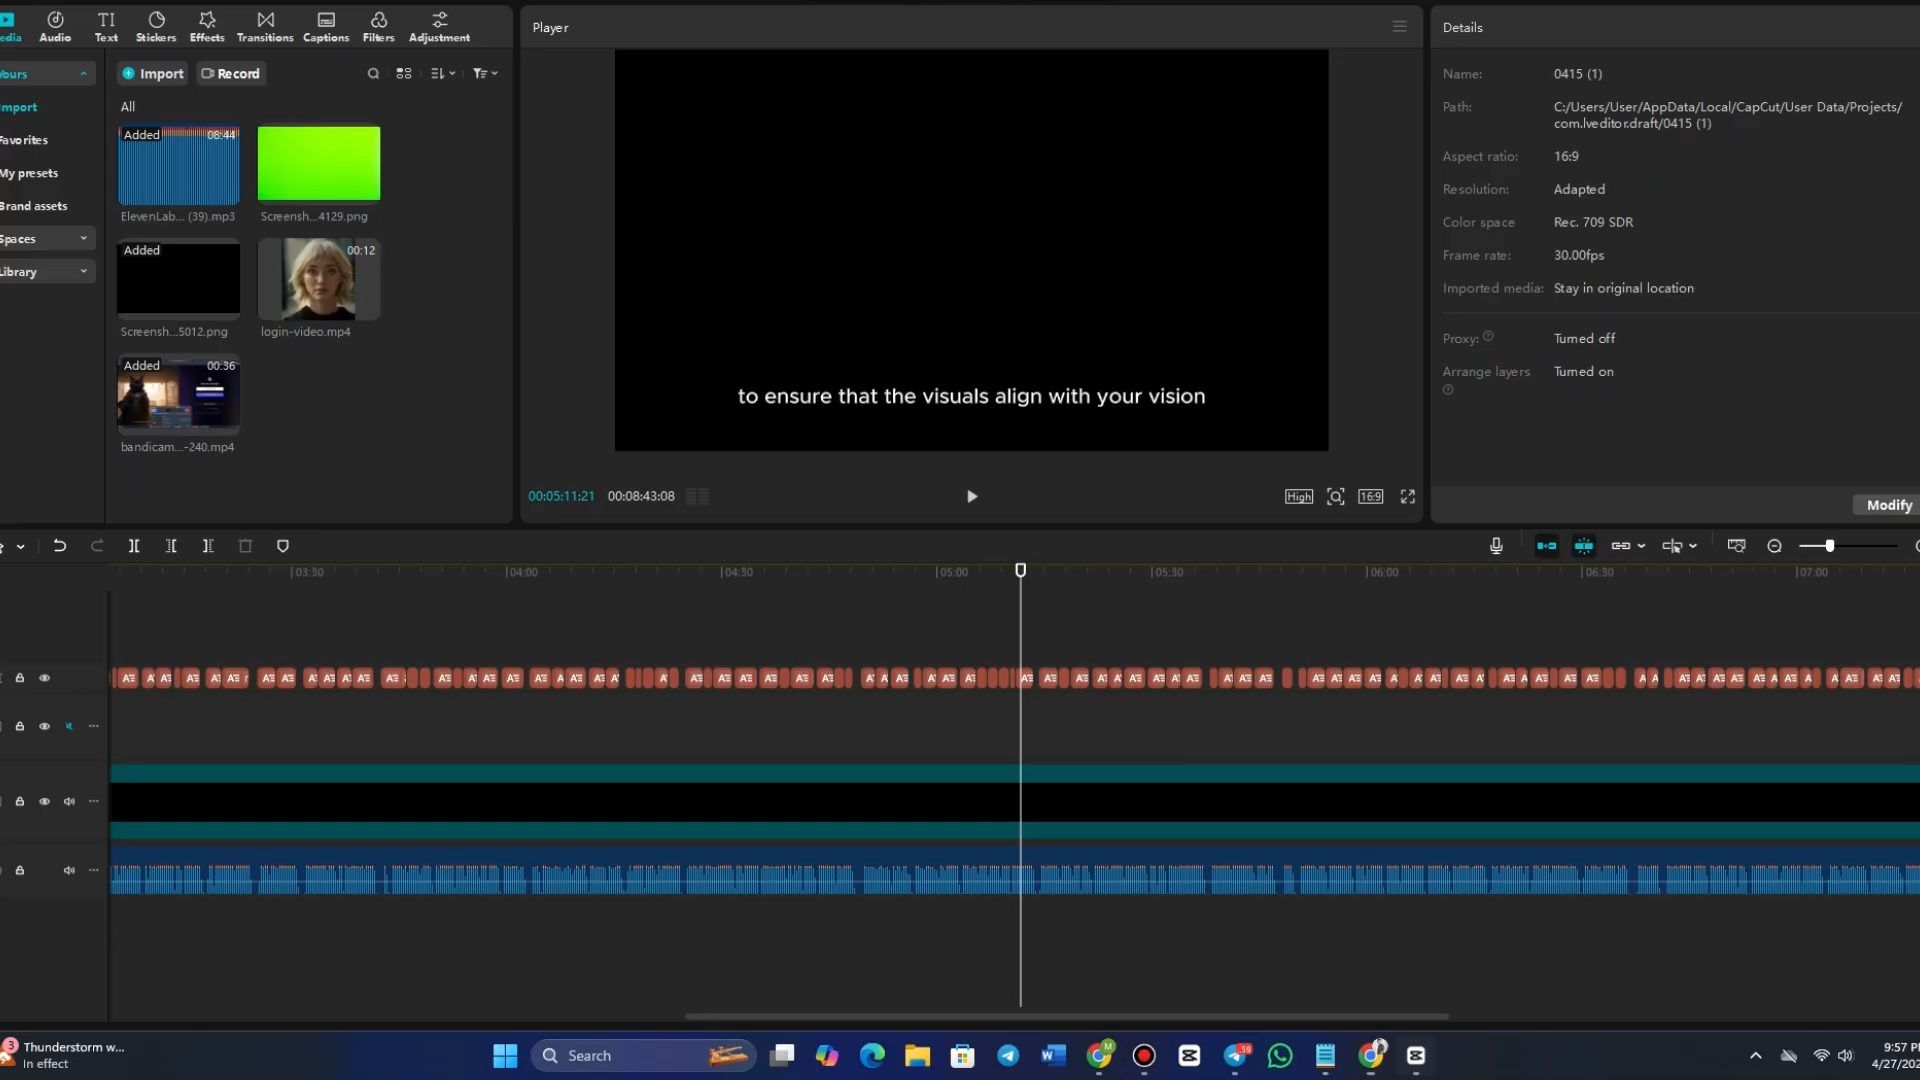 Audio
Text
Stickers
Effects
Transitions
Captions
Filters
Adjustment
Import
Record
Import
Favorites
My presets
Brand assets
Spaces
Library
All
Added 08:44
ElevenLab... (39).mp3
Screensh...4129.png
Added
00:12
Screensh...5012.png
login-video.mp4
Added 00:36
bandicam...-240.mp4
Player
to ensure that the visuals align with your vision
00:05:11:21 00:08:43:08
High
16:9
Details
Name: 0415 (1)
Path: C:/Users/User/AppData/Local/CapCut/User Data/Projects/
com.lveditor.draft/0415 (1)
Aspect ratio: 16:9
Resolution: Adapted
Color space Rec. 709 SDR
Frame rate: 30.00fps
Imported media: Stay in original location
Proxy: Turned off
Arrange layers Turned on
Modify
03:30 04:00 04:30 05:00 05:30 06:00 06:30 07:00
3
Thunderstorm w...
In effect
Search
M
59
9:57
4/27/202